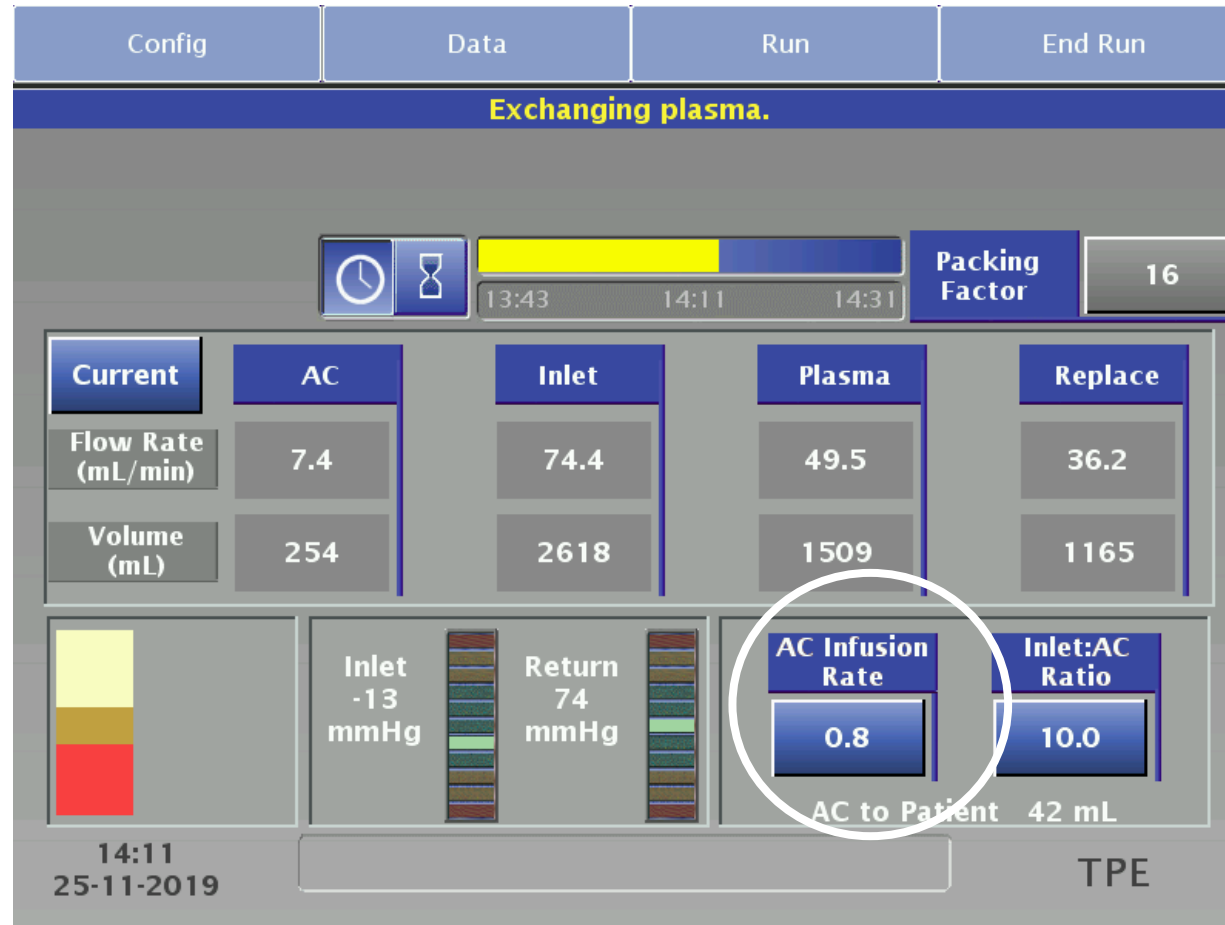 Config Data Run End Run
Exchanging plasma.
Packing
Factor
16
13:43 14:11 14:31
Current AC Inlet Plasma Replace
Flow Rate
(mL/min)
7.4 74.4 49.5 36.2
Volume
(mL)
254 2618 1509 1165
Inlet
-13
mmHg
Return
74
mmHg
AC Infusion
Rate
0.8
Inlet:AC
Ratio
10.0
AC to Patient 42 mL
14:11
25-11-2019
TPE